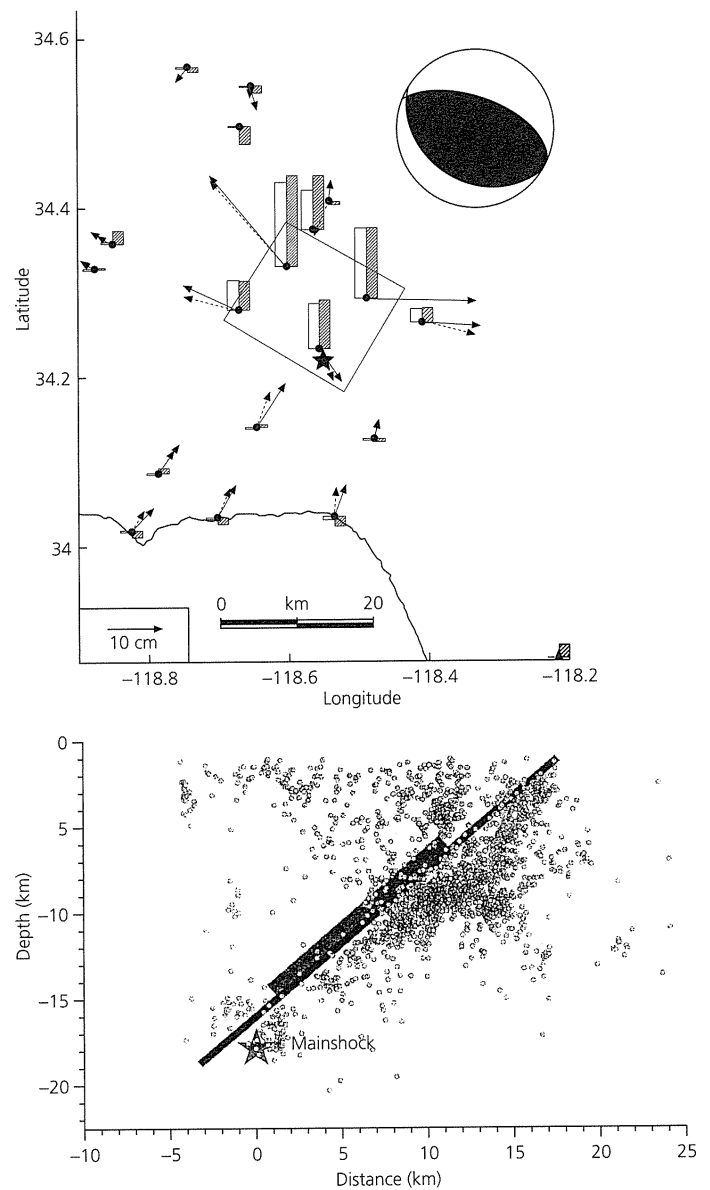 34.6
34.4
34.2
34
Latitude
0 km 20
10 cm
−118.8 −118.6 −118.4 −118.2
Longitude
0
−5
−10
−15
−20
Depth (km)
Mainshock
−10 −5 0 5 10 15 20 25
Distance (km)